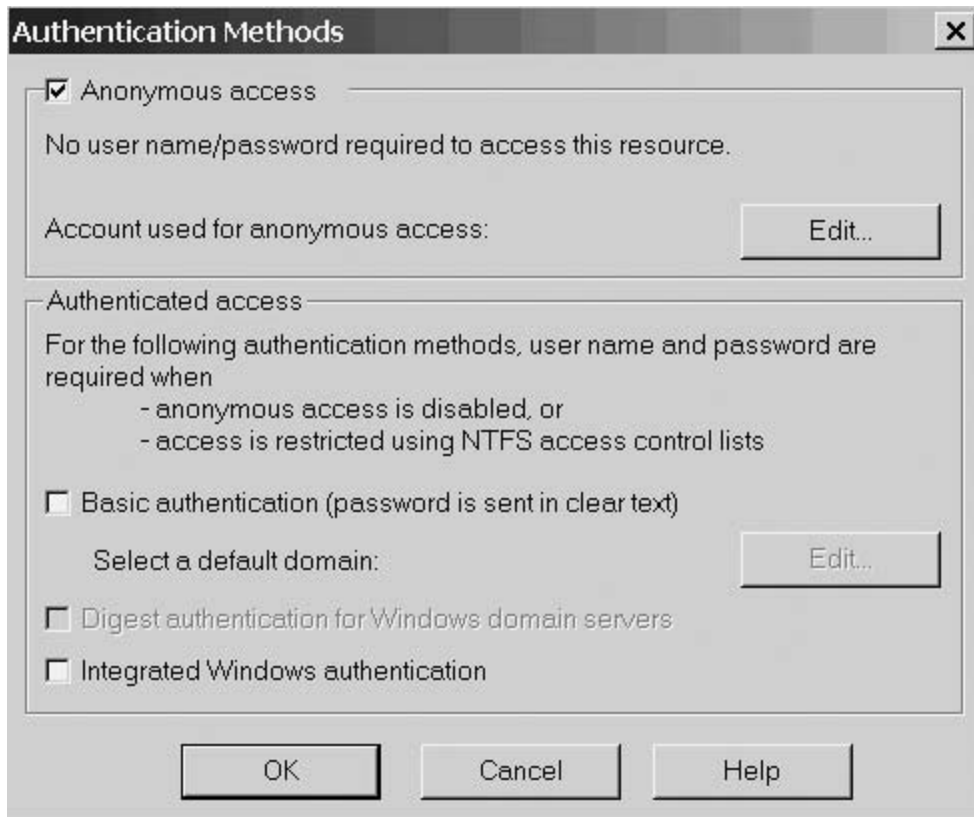 Authentication Methods
Anonymous access
No user name/password required to access this resource.
Account used for anonymous access:
Edit...
Authenticated access
For the following authentication methods, user name and password are
required when
- anonymous access is disabled, or
- access is restricted using NTFS access control lists
Basic authentication (password is sent in clear text)
Select a default domain:
Edit...
Digest authentication for Windows domain servers
Integrated Windows authentication
OK
Cancel
Help